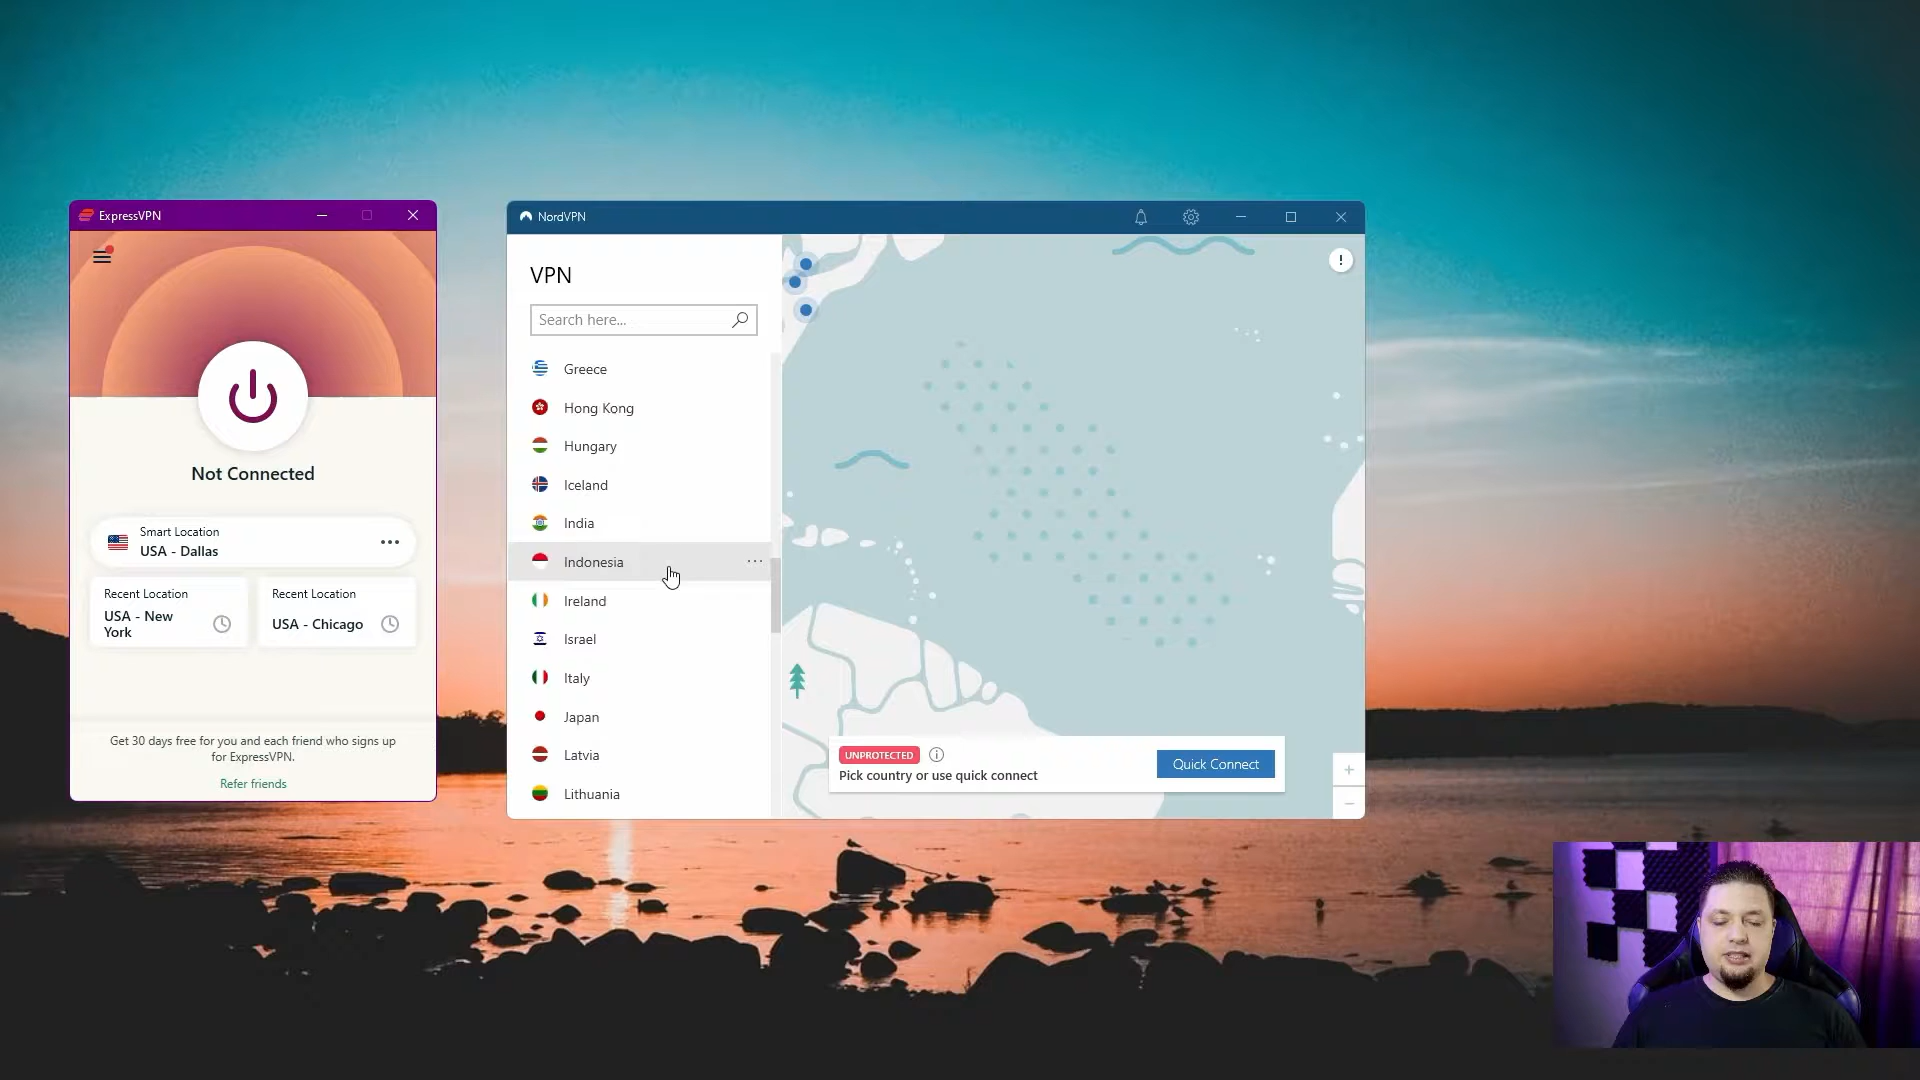 ExpressVPN
Not Connected
Smart Location
USA - Dallas
Recent Location
USA - New
York
Recent Location
USA - Chicago
Get 30 days free for you and each friend who signs up
for ExpressVPN.
Refer friends
NordVPN
VPN
Search here...
Greece
Hong Kong
Hungary
Iceland
India
Indonesia
Ireland
Israel
Italy
Japan
Latvia
Lithuania
UNPROTECTED
Pick country or use quick connect
Quick Connect